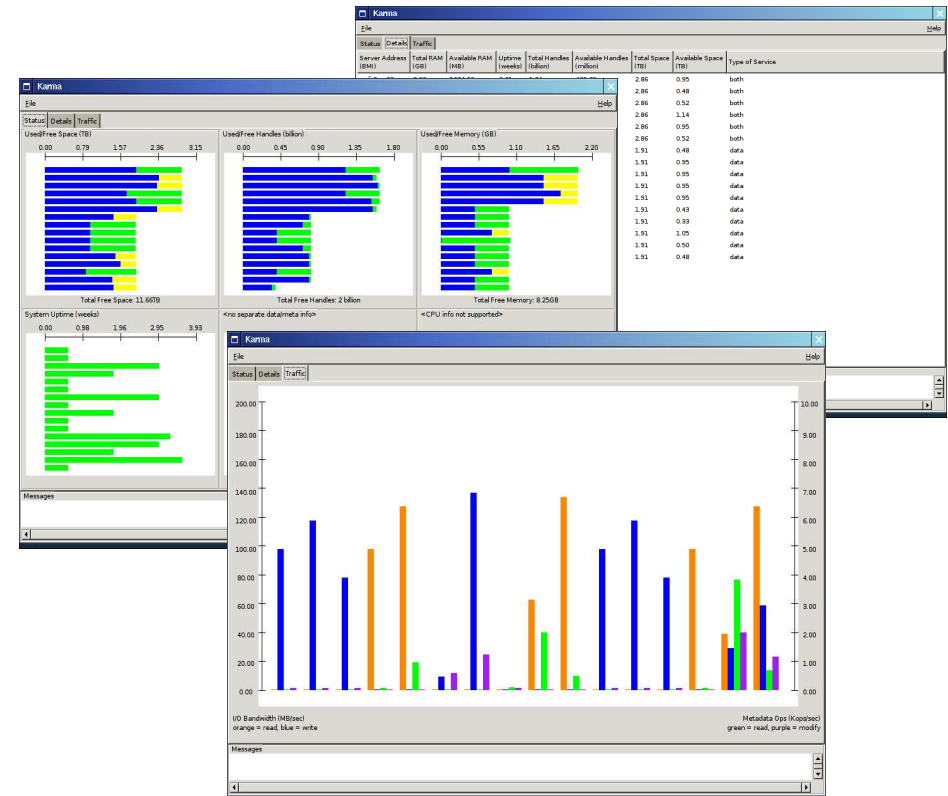 Karma
File Help
Status Details Traffic
Server Address Total RAM Available RAM Uptime Total Handles Available Handles Total Space Available Space Type of Service
(BMI) (GB) (MB) (weeks) (billion) (million) (TB) (TB)
2.86 0.95 both
2.86 0.48 both
2.86 0.52 both
2.86 1.14 both
2.86 0.95 both
2.86 0.52 both
1.91 0.48 data
1.91 0.95 data
1.91 0.95 data
1.91 0.95 data
1.91 0.43 data
1.91 0.33 data
1.91 1.05 data
1.91 0.50 data
1.91 0.48 data
Karma
File Help
Status Details Traffic
Used/Free Space (TB)
0.00 0.79 1.57 2.36 3.15
Total Free Space: 11.66TB
Used/Free Handles (billion)
0.00 0.45 0.90 1.35 1.80
Total Free Handles: 2 billion
Used/Free Memory (GB)
0.00 0.55 1.10 1.65 2.20
Total Free Memory: 8.25GB
System Uptime (weeks)
0.00 0.98 1.96 2.95 3.93
<no separate data/meta info>
<CPU info not supported>
Messages
Karma
File Help
Status Details Traffic
200.00 10.00
180.00 9.00
160.00 8.00
140.00 7.00
120.00 6.00
100.00 5.00
80.00 4.00
60.00 3.00
40.00 2.00
20.00 1.00
0.00 0.00
I/O Bandwidth (MB/sec) Metadata Ops (Kops/sec)
orange = read, blue = write green = read, purple = modify
Messages